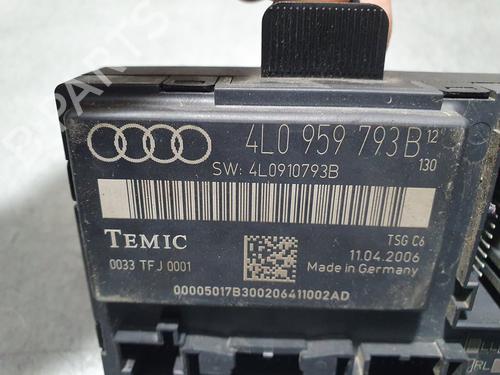 4L0 959 793 B 12
130
SW: 4L0910793B
TEMIC
TSG C6
0033 TFJ 0001
11.04.2006
Made in Germany
00005017B300206411002AD